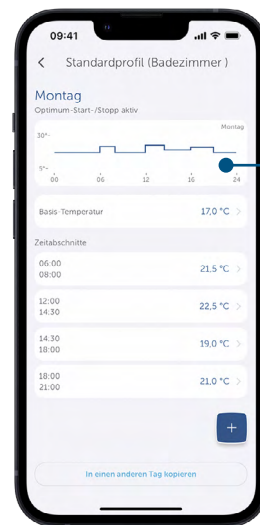 09:41
Standardprofil (Badezimmer )
Montag
Optimum-Start-/Stopp aktiv
Montag
30°-
5°-
00 06 12 16 24
Basis-Temperatur 17,0 °C
Zeitabschnitte
06:00
08:00
21,5 °C
12:00
14:30
22,5 °C
14:30
18:00
19,0 °C
18:00
21:00
21,0 °C
+
In einen anderen Tag kopieren